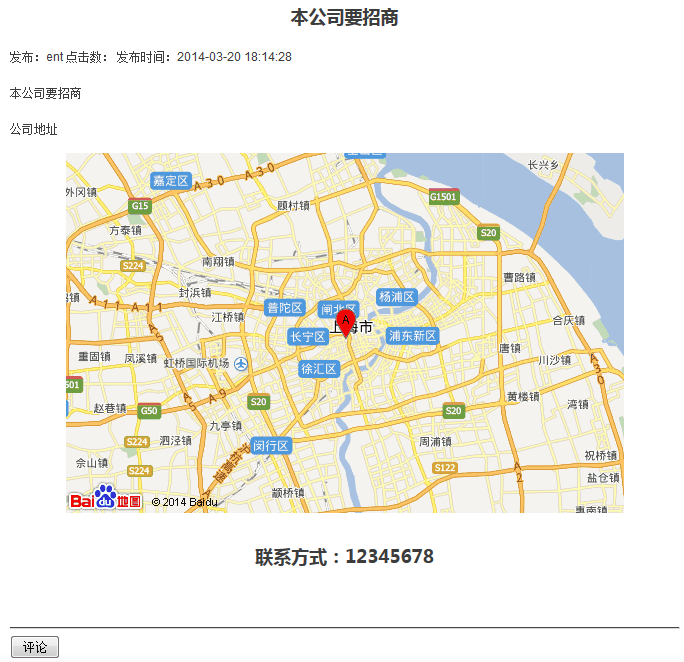 本公司要招商
发布：ent 点击数： 发布时间：2014-03-20 18:14:28
本公司要招商
公司地址
嘉定区
A30
A30
长兴乡
外冈镇
G15
顾村镇
G1501
方泰镇
S20
南翔镇
S224
曹路镇
封浜镇
杨浦区
A11 A11
普陀区
闸北区
江桥镇
A
合庆镇
上海市
A5
长宁区
浦东新区
唐镇
重固镇
凤溪镇
虹桥国际机场
川沙镇
徐汇区
A30
501
A5
A9
黄楼镇
赵巷镇
G50
S20
S20
湾镇
九亭镇
S224
泗泾镇
闵行区
周浦镇
沪杭高速
祝桥镇
佘山镇
S224
S122
A2
盐仓镇
Bai du 地图
© 2014 Baidu
颛桥镇
A
惠南镇
联系方式：12345678
评论